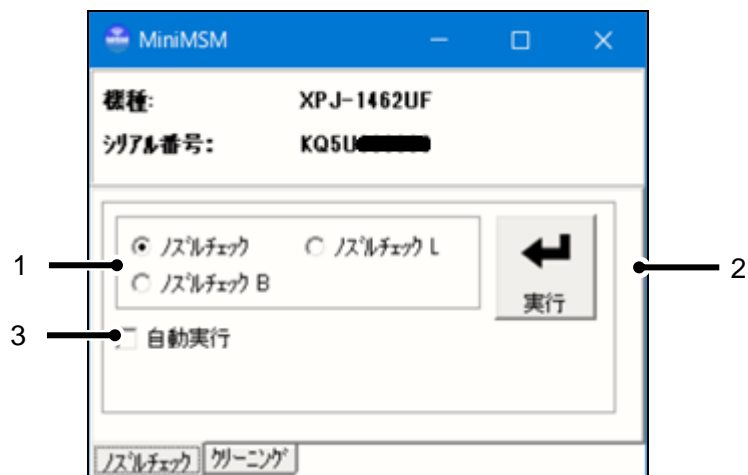 MiniMSM
機種: XPJ-1462UF
シリアル番号: KQ5U
1
ノズルチェック ノズルチェック L
ノズルチェック B
実行
2
3
自動実行
ノズルチェック クリーニング